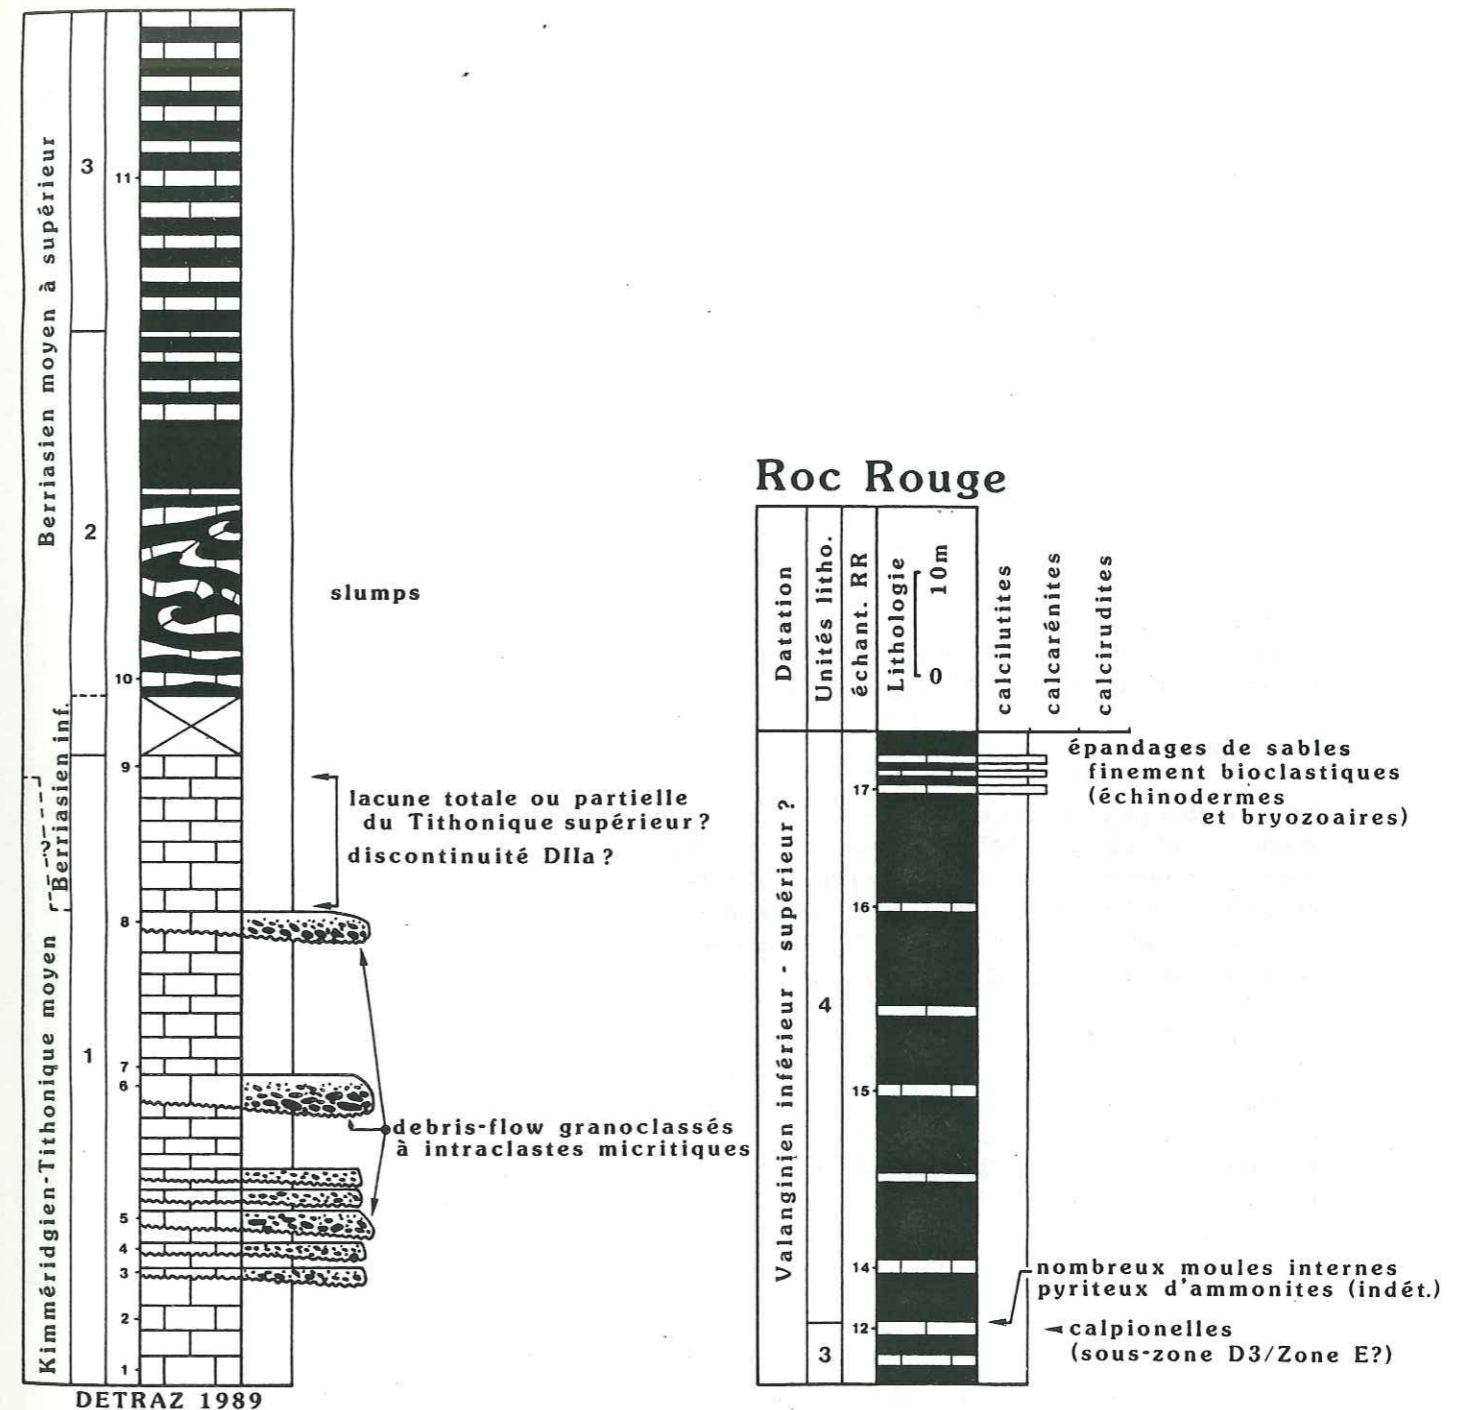 Berriasien moyen à supérieur
Berriasien inf.
?
Kimméridgien-Tithonique moyen
3
2
1
11
10
9
8
7
6
5
4
3
2
1
slumps
lacune totale ou partielle
du Tithonique supérieur?
discontinuité DIIa?
debris-flow granoclassés
à intraclastes micritiques
DETRAZ 1989
Roc Rouge
Datation
Unités litho.
échant. RR
Lithologie
0 10m
calcilutites
calcarénites
calcirudites
Valanginien inférieur - supérieur ?
4
3
17
16
15
14
12
épandages de sables
finement bioclastiques
(échinodermes
et bryozoaires)
nombreux moules internes
pyriteux d'ammonites (indét.)
calpionelles
(sous-zone D3/Zone E?)